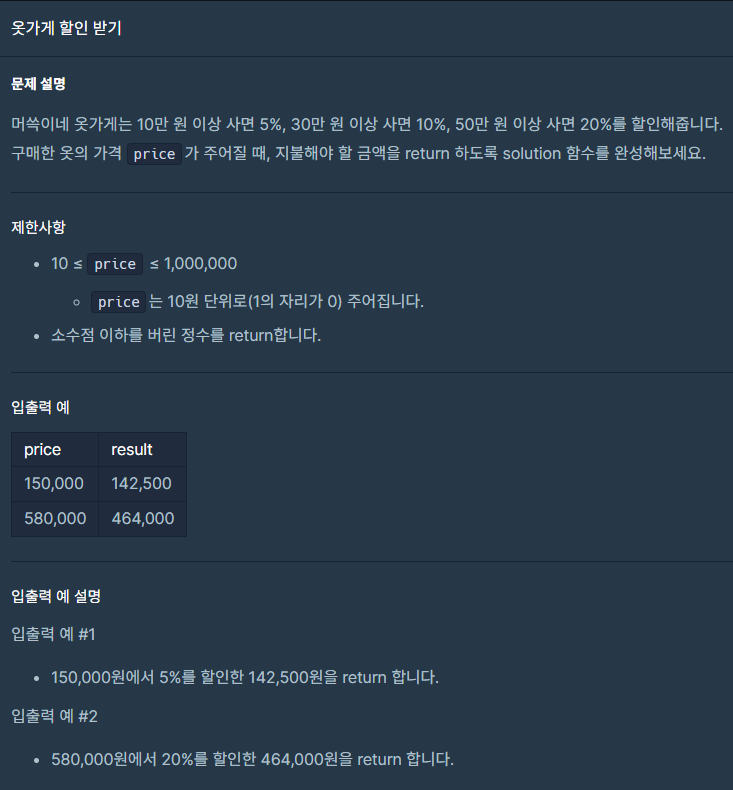 옷가게 할인 받기
문제 설명
머쓱이네 옷가게는 10만 원 이상 사면 5%, 30만 원 이상 사면 10%, 50만 원 이상 사면 20%를 할인해줍니다.
구매한 옷의 가격 price 가 주어질 때, 지불해야 할 금액을 return 하도록 solution 함수를 완성해보세요.
제한사항
• 10 ≤ price ≤ 1,000,000
◦ price 는 10원 단위로(1의 자리가 0) 주어집니다.
• 소수점 이하를 버린 정수를 return합니다.
입출력 예
price result
150,000 142,500
580,000 464,000
입출력 예 설명
입출력 예 #1
• 150,000원에서 5%를 할인한 142,500원을 return 합니다.
입출력 예 #2
• 580,000원에서 20%를 할인한 464,000원을 return 합니다.